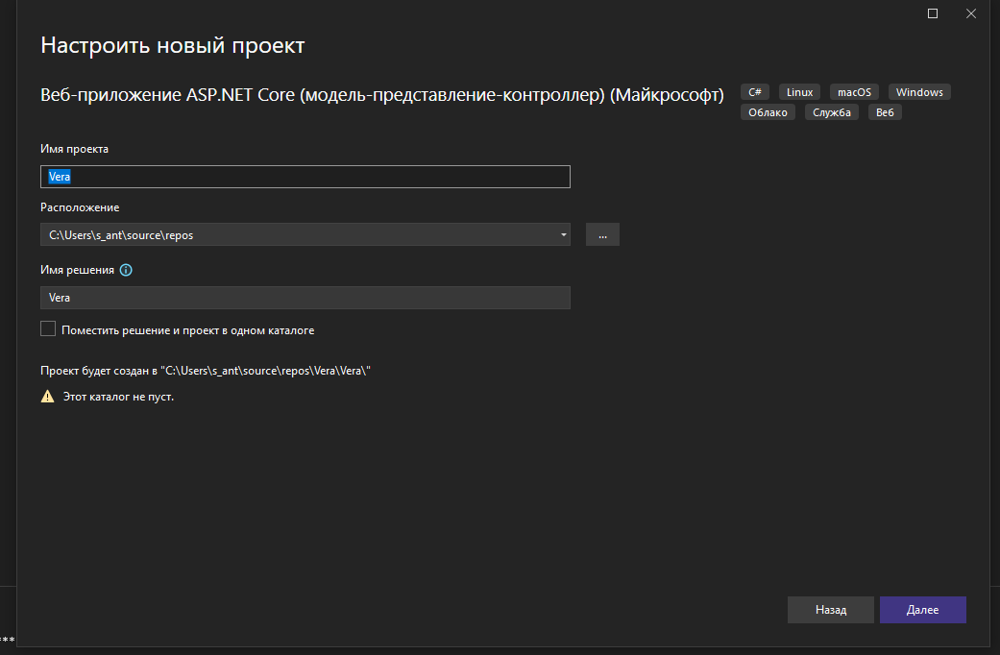 Настроить новый проект
Веб-приложение ASP.NET Core (модель-представление-контроллер) (Майкрософт)
C# Linux macOS Windows
Облако Служба Веб
Имя проекта
Vera
Расположение
C:\Users\s_ant\source\repos
...
Имя решения
Vera
Поместить решение и проект в одном каталоге
Проект будет создан в "C:\Users\s_ant\source\repos\Vera\Vera\"
Этот каталог не пуст.
Назад
Далее
***